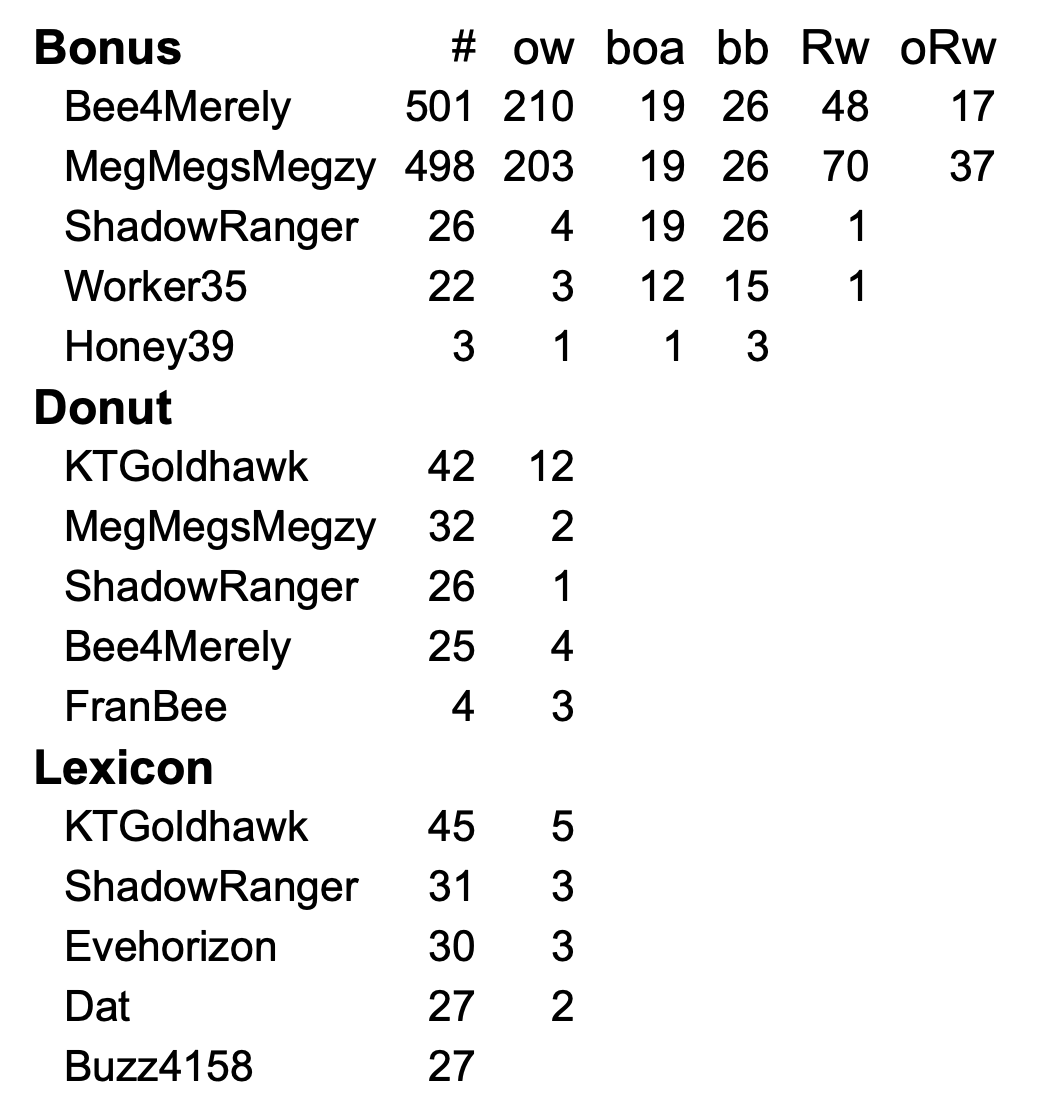 Bonus # ow boa bb Rw oRw
Bee4Merely 501 210 19 26 48 17
MegMegsMegzy 498 203 19 26 70 37
ShadowRanger 26 4 19 26 1
Worker35 22 3 12 15 1
Honey39 3 1 1 3
Donut
KTGoldhawk 42 12
MegMegsMegzy 32 2
ShadowRanger 26 1
Bee4Merely 25 4
FranBee 4 3
Lexicon
KTGoldhawk 45 5
ShadowRanger 31 3
Evehorizon 30 3
Dat 27 2
Buzz4158 27